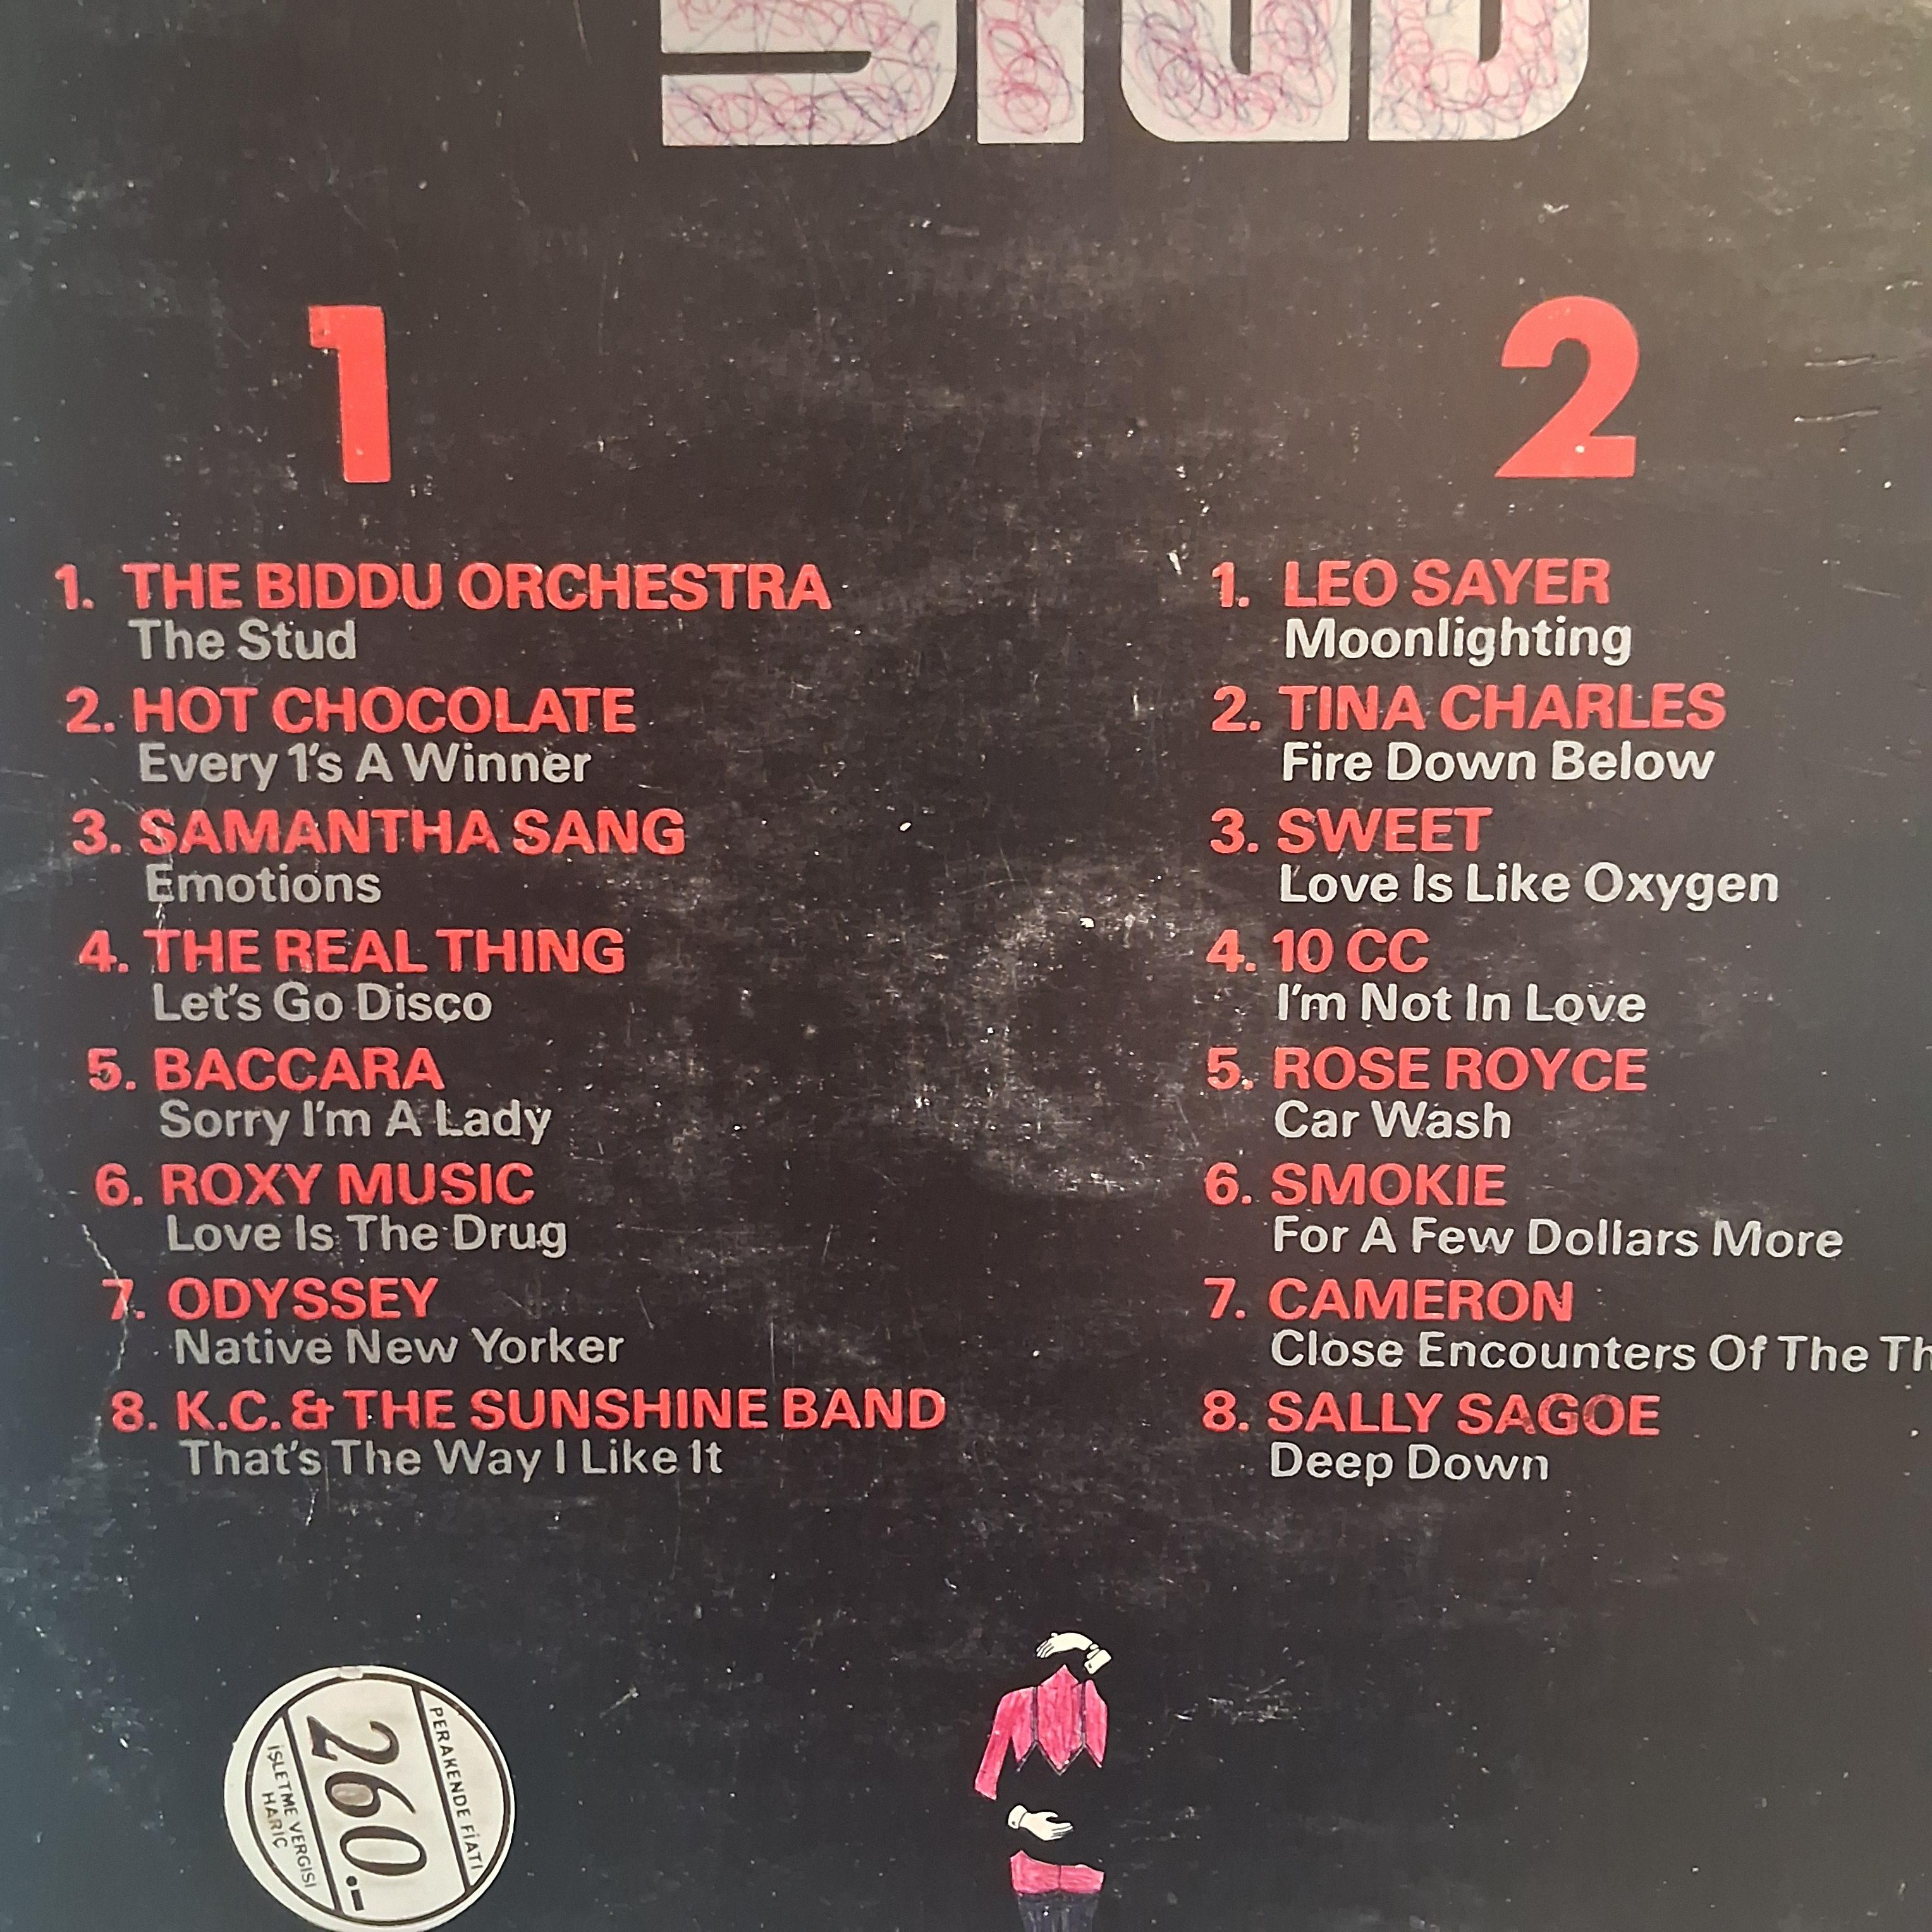 STUD
1
1. THE BIDDU ORCHESTRA
The Stud
2. HOT CHOCOLATE
Every 1's A Winner
3. SAMANTHA SANG
Emotions
4. THE REAL THING
Let's Go Disco
5. BACCARA
Sorry I'm A Lady
6. ROXY MUSIC
Love Is The Drug
7. ODYSSEY
Native New Yorker
8. K.C. & THE SUNSHINE BAND
That's The Way I Like It
2
1. LEO SAYER
Moonlighting
2. TINA CHARLES
Fire Down Below
3. SWEET
Love Is Like Oxygen
4. 10 CC
I'm Not In Love
5. ROSE ROYCE
Car Wash
6. SMOKIE
For A Few Dollars More
7. CAMERON
Close Encounters Of The
8. SALLY SAGOE
Deep Down
PERAKENDE FİATI
260.-
İŞLETME VERGİSİ
HARİÇ